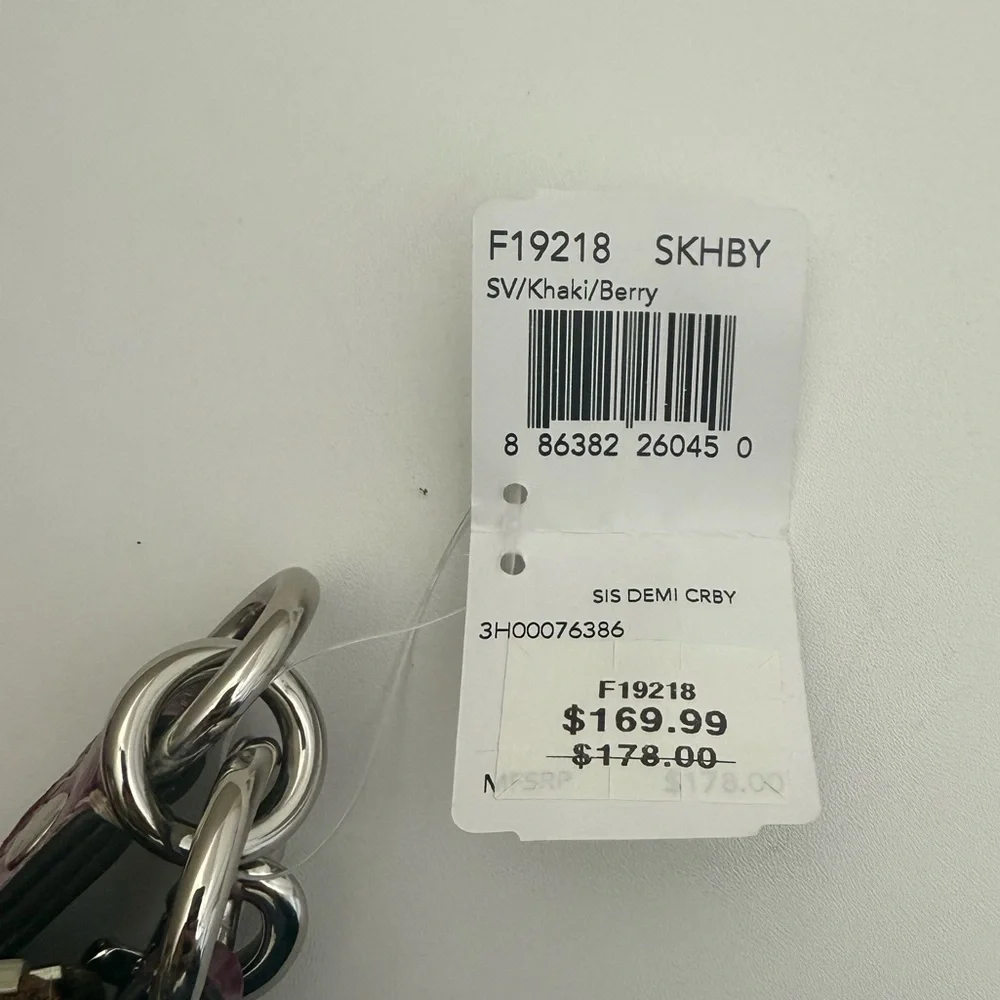 F19218 SKHBY
SV/Khaki/Berry
8 86382 26045 0
SIS DEMI CRBY
3H00076386
F19218
$169.99
$178.00
MFSRP $178.00